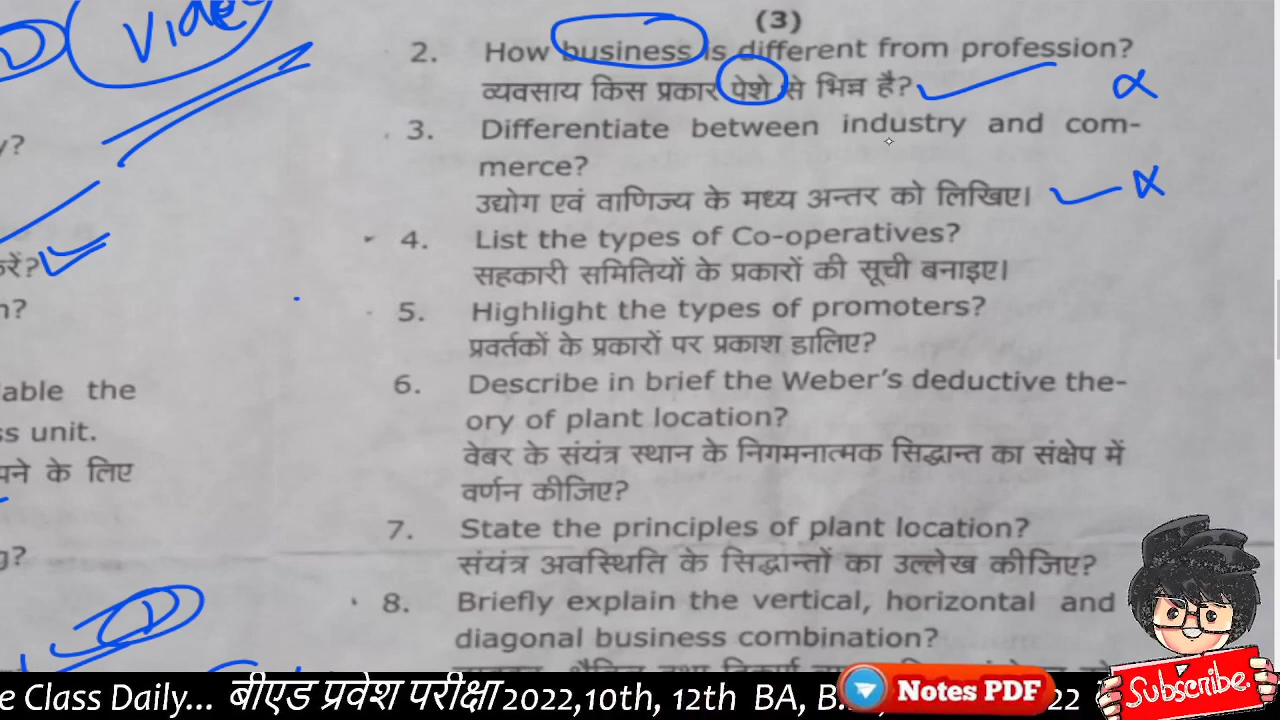 Video
(3)
2. How business is different from profession?
व्यवसाय किस प्रकार पेशे से भिन्न है?
y?
3. Differentiate between industry and com-
merce?
उद्योग एवं वाणिज्य के मध्य अन्तर को लिखिए।
4. List the types of Co-operatives?
करें?
सहकारी समितियों के प्रकारों की सूची बनाइए।
n?
5. Highlight the types of promoters?
प्रवर्तकों के प्रकारों पर प्रकाश डालिए?
able the
6. Describe in brief the Weber's deductive the-
ory of plant location?
ss unit.
वेबर के संयंत्र स्थान के निगमनात्मक सिद्धान्त का संक्षेप में
पने के लिए
वर्णन कीजिए?
7. State the principles of plant location?
g?
संयंत्र अवस्थिति के सिद्धान्तों का उल्लेख कीजिए?
8. Briefly explain the vertical, horizontal and
diagonal business combination?
e Class Daily... बीएड प्रवेश परीक्षा 2022,10th, 12th BA, B. 22
Notes PDF
Subscribe.